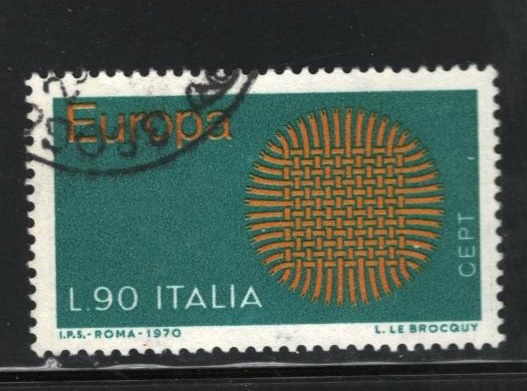 Europa
CEPT
L.90 ITALIA
I.P.S. - ROMA - 1970
L. LE BROCQUY